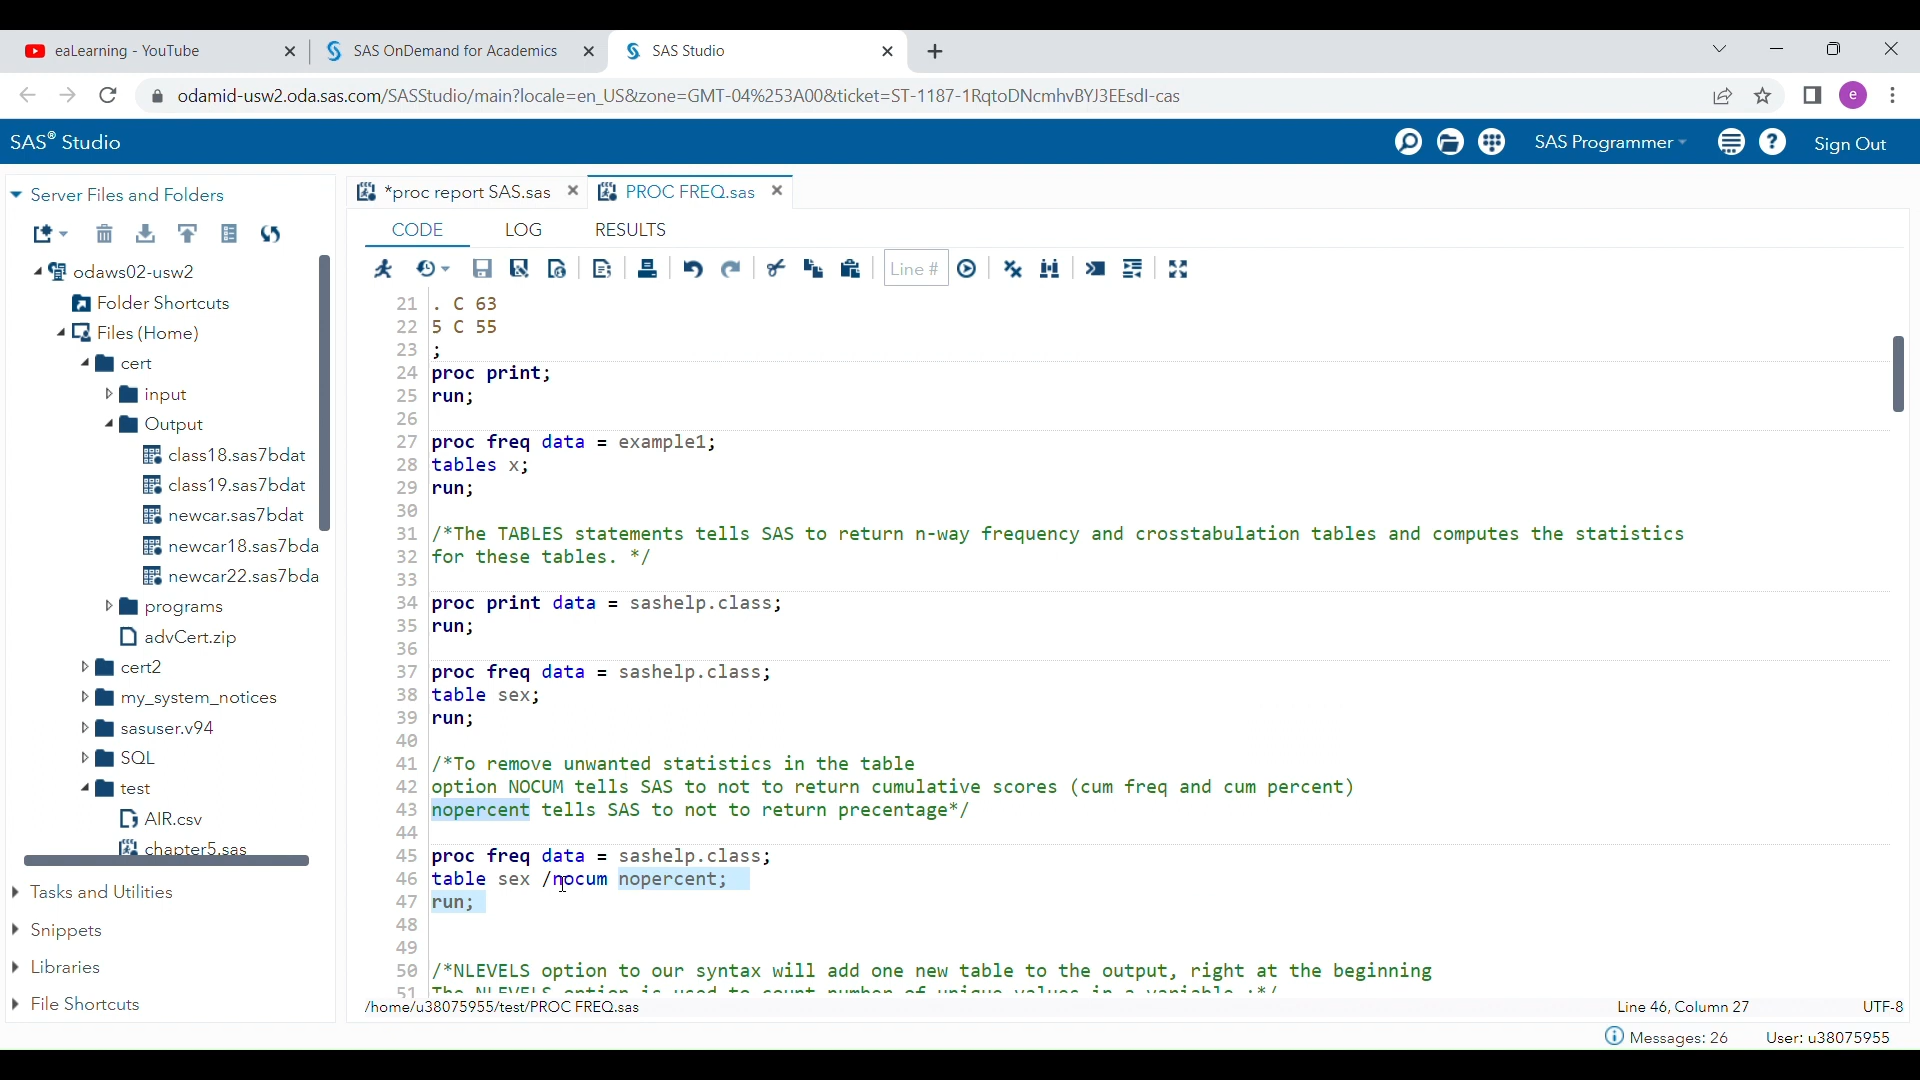 eaLearning - YouTube
SAS OnDemand for Academics
SAS Studio
odamid-usw2.oda.sas.com/SASStudio/main?locale=en_US&zone=GMT-04%253A00&ticket=ST-1187-1RqtoDNcmhvBYJ3EEsdI-cas
e
SAS® Studio
SAS Programmer
Sign Out
Server Files and Folders
odaws02-usw2
Folder Shortcuts
Files (Home)
cert
input
Output
class18.sas7bdat
class19.sas7bdat
newcar.sas7bdat
newcar18.sas7bda
newcar22.sas7bda
programs
advCert.zip
cert2
my_system_notices
sasuser.v94
SQL
test
AIR.csv
chapter5.sas
Tasks and Utilities
Snippets
Libraries
File Shortcuts
*proc report SAS.sas
PROC FREQ.sas
CODE LOG RESULTS
Line #
21 . C 63
22 5 C 55
23 ;
24 proc print;
25 run;
26
27 proc freq data = example1;
28 tables x;
29 run;
30
31 /*The TABLES statements tells SAS to return n-way frequency and crosstabulation tables and computes the statistics
32 for these tables. */
33
34 proc print data = sashelp.class;
35 run;
36
37 proc freq data = sashelp.class;
38 table sex;
39 run;
40
41 /*To remove unwanted statistics in the table
42 option NOCUM tells SAS to not to return cumulative scores (cum freq and cum percent)
43 nopercent tells SAS to not to return precentage*/
44
45 proc freq data = sashelp.class;
46 table sex /nocum nopercent;
47 run;
48
49
50 /*NLEVELS option to our syntax will add one new table to the output, right at the beginning
51 The NLEVELS option is used to count number of unique values in a variable :*/
/home/u38075955/test/PROC FREQ.sas
Line 46, Column 27
UTF-8
Messages: 26
User: u38075955